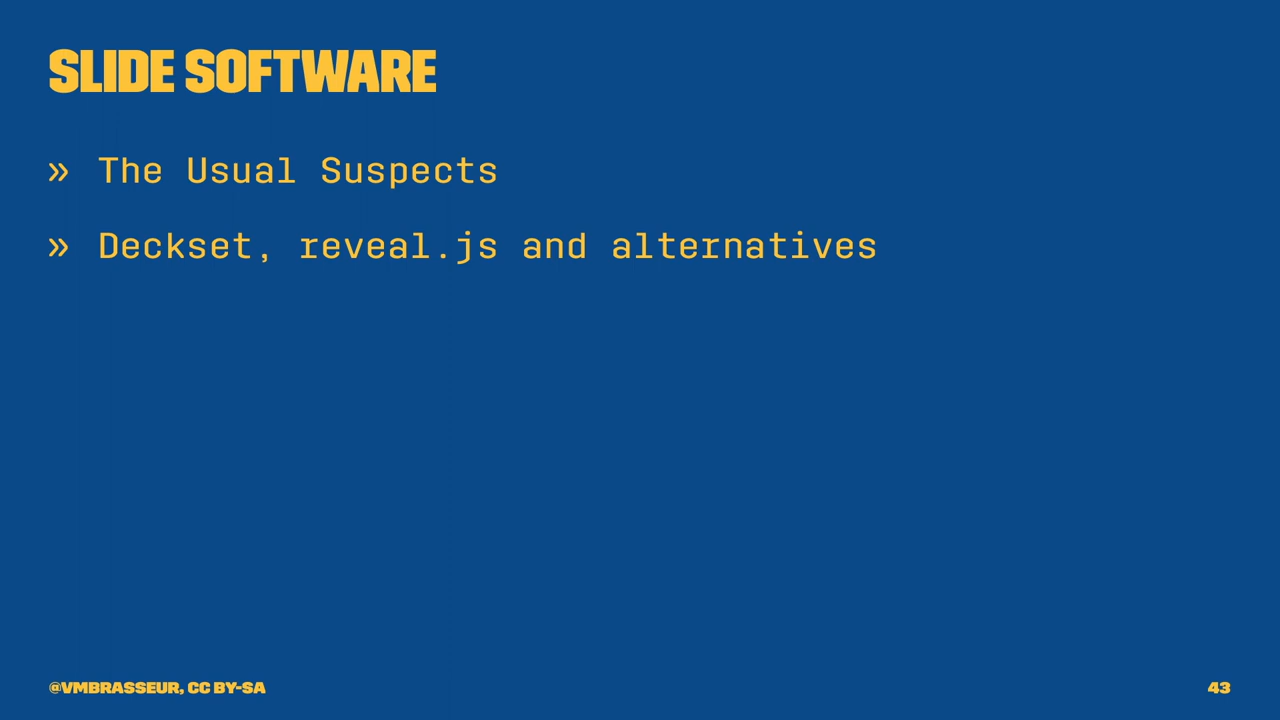 SLIDE SOFTWARE
» The Usual Suspects
» Deckset, reveal.js and alternatives
@VMBRASSEUR, CC BY-SA
43